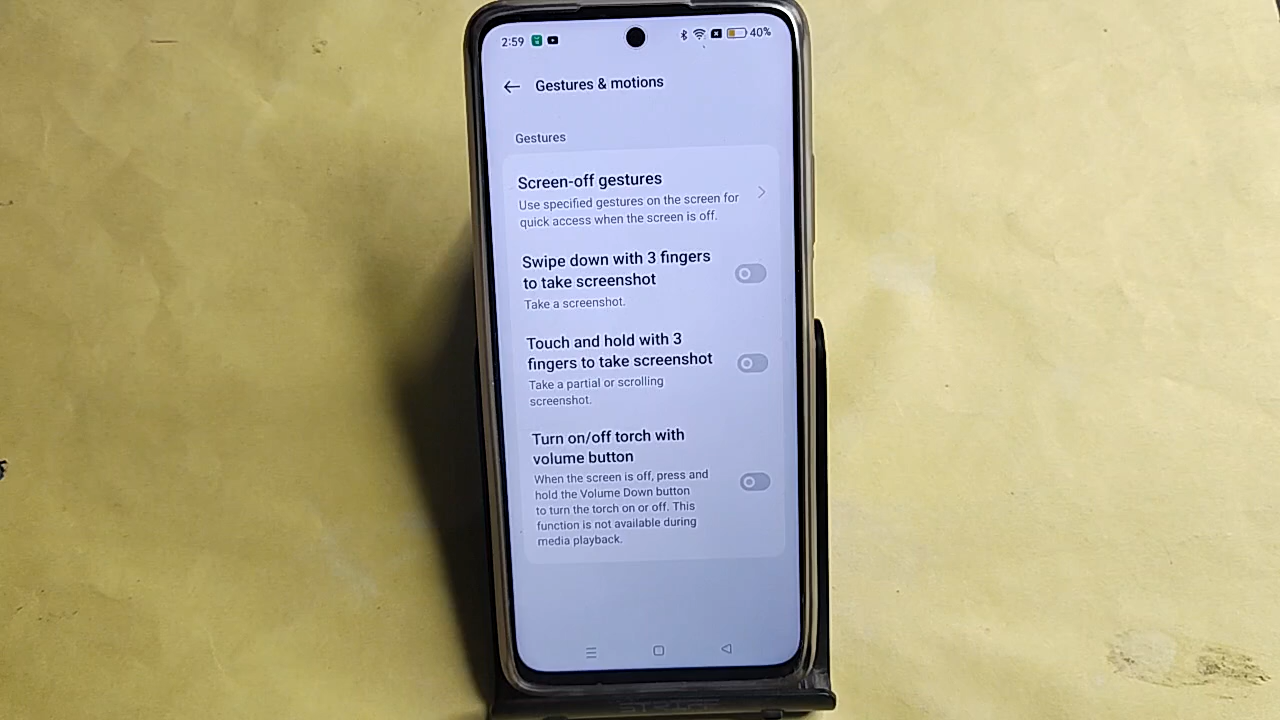 2:59 40%
Gestures & motions
Gestures
Screen-off gestures
Use specified gestures on the screen for
quick access when the screen is off.
Swipe down with 3 fingers
to take screenshot
Take a screenshot.
Touch and hold with 3
fingers to take screenshot
Take a partial or scrolling
screenshot.
Turn on/off torch with
volume button
When the screen is off, press and
hold the Volume Down button
to turn the torch on or off. This
function is not available during
media playback.